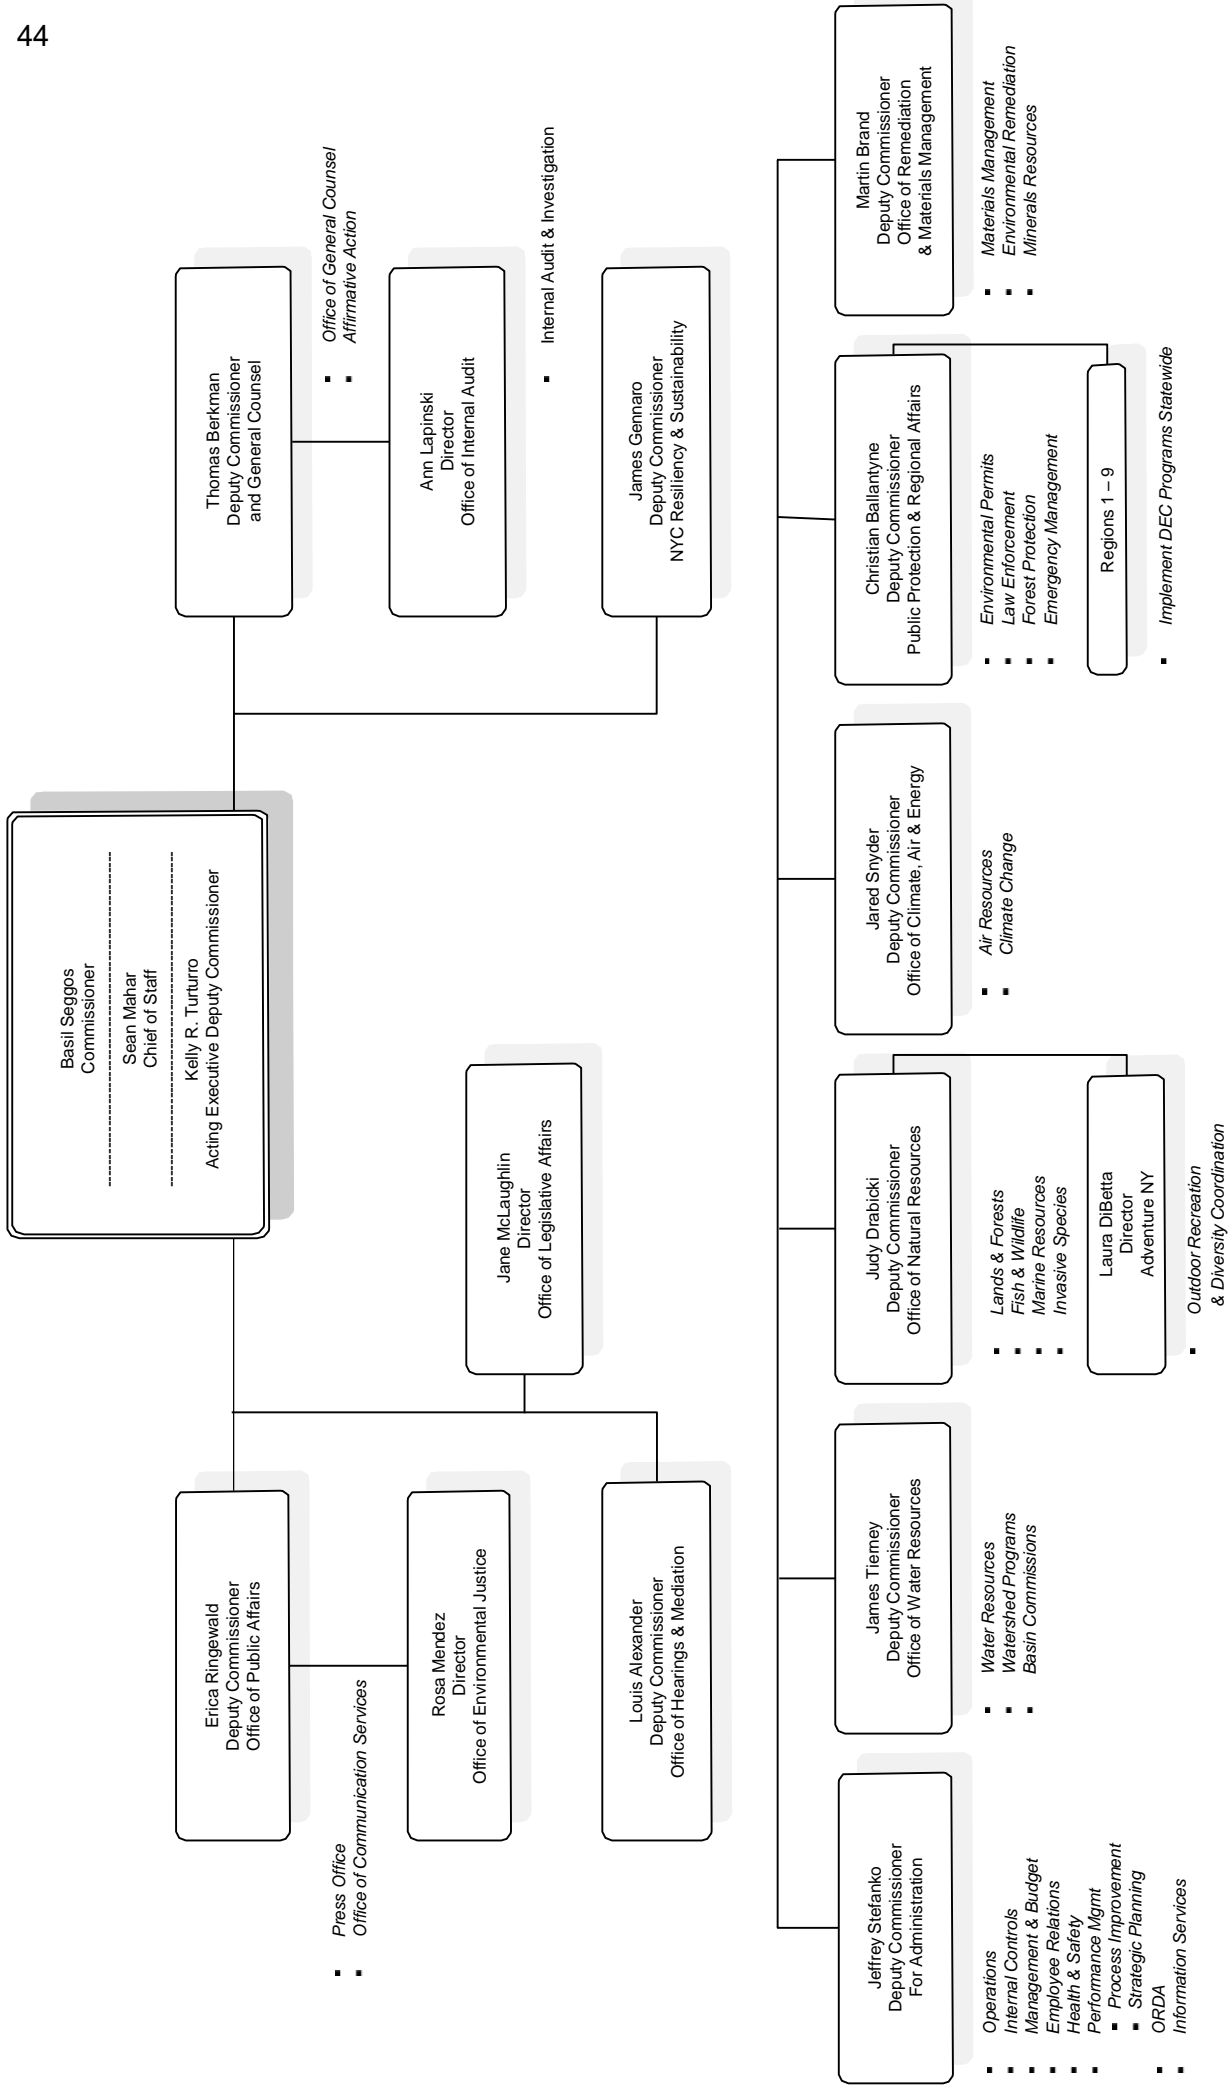 44
Basil Seggos
Commissioner
Sean Mahar
Chief of Staff
Kelly R. Turturro
Acting Executive Deputy Commissioner
Erica Ringewald
Deputy Commissioner
Office of Public Affairs
▪ Press Office
▪ Office of Communication Services
Rosa Mendez
Director
Office of Environmental Justice
Louis Alexander
Deputy Commissioner
Office of Hearings & Mediation
Jane McLaughlin
Director
Office of Legislative Affairs
Thomas Berkman
Deputy Commissioner
and General Counsel
▪ Office of General Counsel
▪ Affirmative Action
Ann Lapinski
Director
Office of Internal Audit
▪ Internal Audit & Investigation
James Gennaro
Deputy Commissioner
NYC Resiliency & Sustainability
Jeffrey Stefanko
Deputy Commissioner
For Administration
▪ Operations
▪ Internal Controls
▪ Management & Budget
▪ Employee Relations
▪ Health & Safety
▪ Performance Mgmt
▪ Process Improvement
▪ Strategic Planning
▪ ORDA
▪ Information Services
James Tierney
Deputy Commissioner
Office of Water Resources
▪ Water Resources
▪ Watershed Programs
▪ Basin Commissions
Judy Drabicki
Deputy Commissioner
Office of Natural Resources
▪ Lands & Forests
▪ Fish & Wildlife
▪ Marine Resources
▪ Invasive Species
Laura DiBetta
Director
Adventure NY
▪ Outdoor Recreation
& Diversity Coordination
Jared Snyder
Deputy Commissioner
Office of Climate, Air & Energy
▪ Air Resources
▪ Climate Change
Christian Ballantyne
Deputy Commissioner
Public Protection & Regional Affairs
▪ Environmental Permits
▪ Law Enforcement
▪ Forest Protection
▪ Emergency Management
Regions 1 – 9
▪ Implement DEC Programs Statewide
Martin Brand
Deputy Commissioner
Office of Remediation
& Materials Management
▪ Materials Management
▪ Environmental Remediation
▪ Minerals Resources